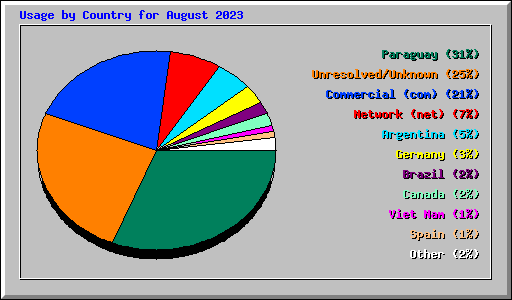 Usage by Country for August 2023
Paraguay (31%)
Unresolved/Unknown (25%)
Commercial (com) (21%)
Network (net) (7%)
Argentina (5%)
Germany (3%)
Brazil (2%)
Canada (2%)
Viet Nam (1%)
Spain (1%)
Other (2%)